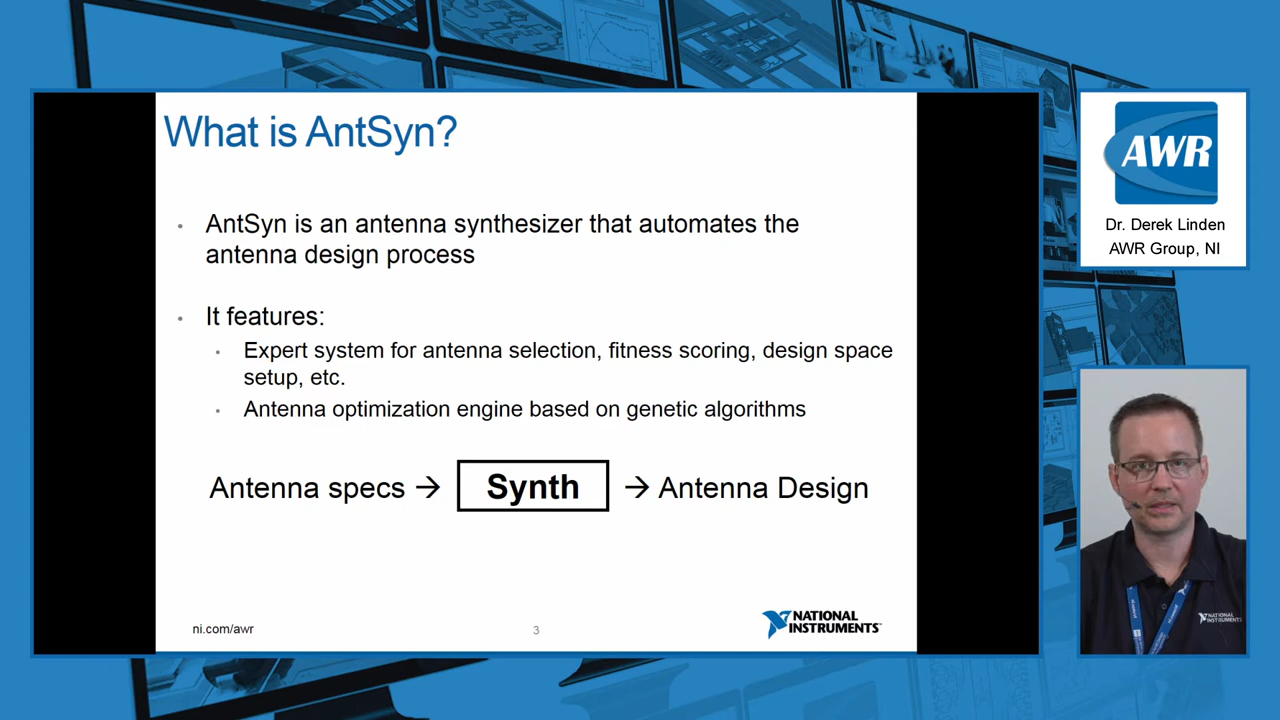 What is AntSyn?
• AntSyn is an antenna synthesizer that automates the
antenna design process
• It features:
• Expert system for antenna selection, fitness scoring, design space
setup, etc.
• Antenna optimization engine based on genetic algorithms
Antenna specs → Synth → Antenna Design
ni.com/awr
3
NATIONAL
INSTRUMENTS™
AWR
Dr. Derek Linden
AWR Group, NI
NATIONAL
INSTRUMENTS